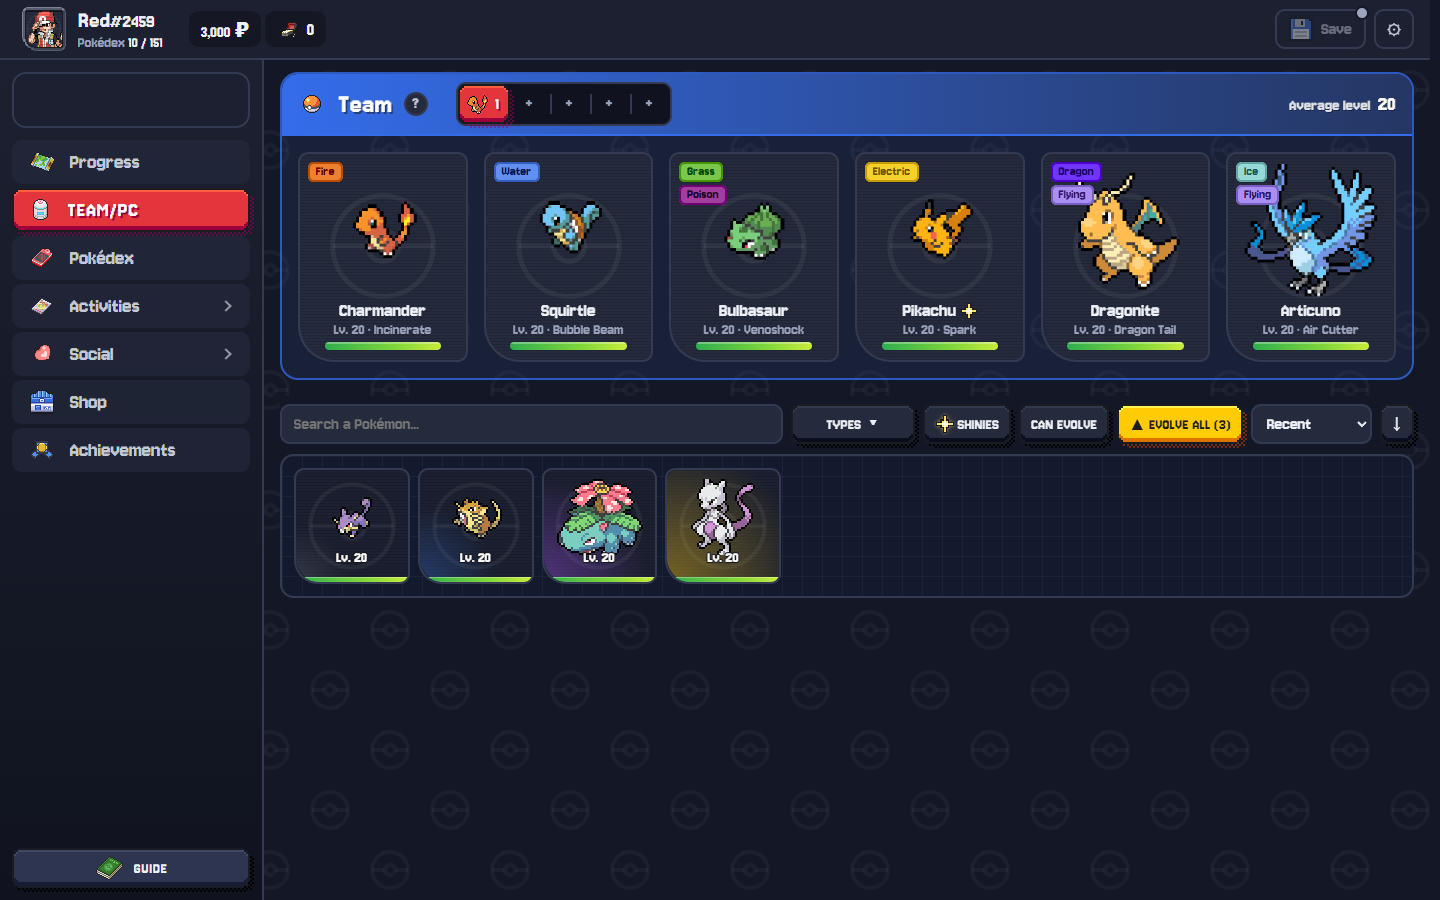 Red#2459
Pokédex 10 / 151
3,000 ₽
0
Save
Progress
TEAM/PC
Pokédex
Activities
Social
Shop
Achievements
GUIDE
Team ?
1 + + + +
Average level 20
Fire
Charmander
Lv. 20 · Incinerate
Water
Squirtle
Lv. 20 · Bubble Beam
Grass
Poison
Bulbasaur
Lv. 20 · Venoshock
Electric
Pikachu
Lv. 20 · Spark
Dragon
Flying
Dragonite
Lv. 20 · Dragon Tail
Ice
Flying
Articuno
Lv. 20 · Air Cutter
Search a Pokémon...
TYPES ▼
SHINIES
CAN EVOLVE
▲ EVOLVE ALL (3)
Recent
↓
Lv. 20
Lv. 20
Lv. 20
Lv. 20